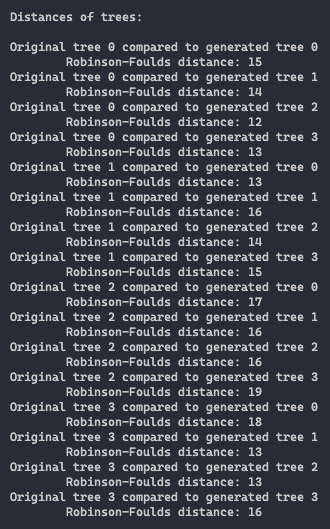 Distances of trees:
Original tree 0 compared to generated tree 0
Robinson-Foulds distance: 15
Original tree 0 compared to generated tree 1
Robinson-Foulds distance: 14
Original tree 0 compared to generated tree 2
Robinson-Foulds distance: 12
Original tree 0 compared to generated tree 3
Robinson-Foulds distance: 13
Original tree 1 compared to generated tree 0
Robinson-Foulds distance: 13
Original tree 1 compared to generated tree 1
Robinson-Foulds distance: 16
Original tree 1 compared to generated tree 2
Robinson-Foulds distance: 14
Original tree 1 compared to generated tree 3
Robinson-Foulds distance: 15
Original tree 2 compared to generated tree 0
Robinson-Foulds distance: 17
Original tree 2 compared to generated tree 1
Robinson-Foulds distance: 16
Original tree 2 compared to generated tree 2
Robinson-Foulds distance: 16
Original tree 2 compared to generated tree 3
Robinson-Foulds distance: 19
Original tree 3 compared to generated tree 0
Robinson-Foulds distance: 18
Original tree 3 compared to generated tree 1
Robinson-Foulds distance: 13
Original tree 3 compared to generated tree 2
Robinson-Foulds distance: 13
Original tree 3 compared to generated tree 3
Robinson-Foulds distance: 16